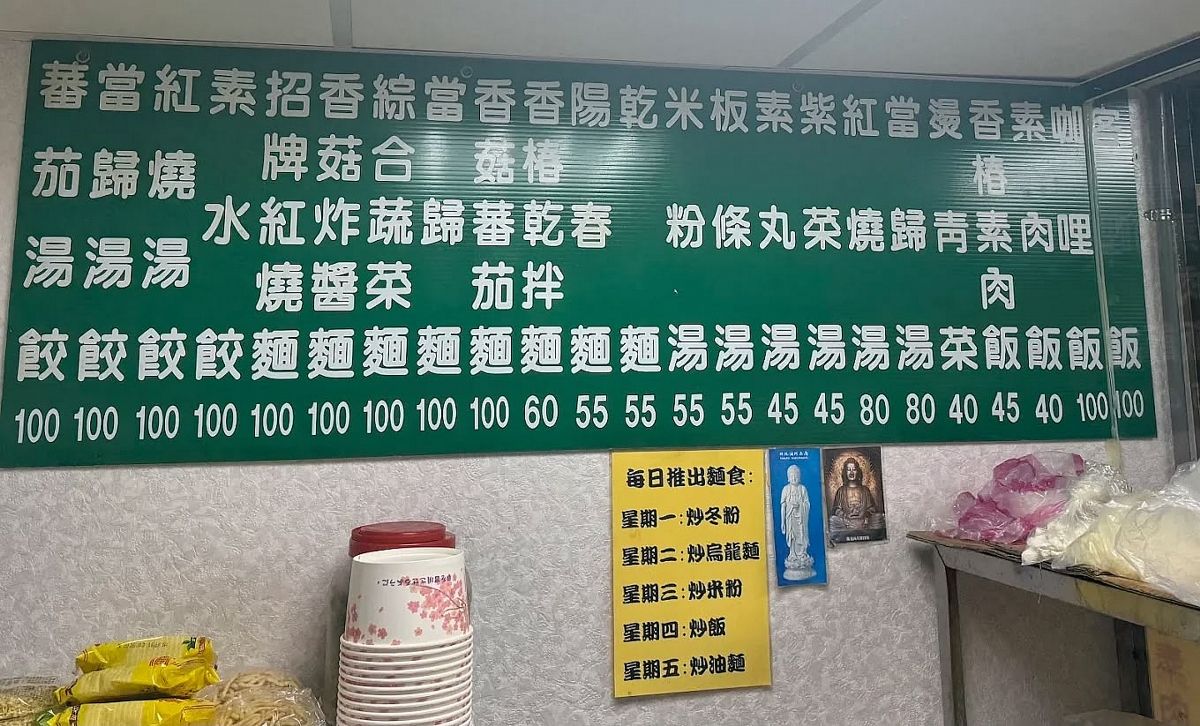 蕃茄湯餃 100
當歸湯餃 100
紅燒湯餃 100
素水餃 100
招牌紅燒麵 100
香菇炸醬麵 100
綜合蔬菜麵 100
當歸麵 100
香菇蕃茄麵 100
香椿乾拌麵 60
陽春麵 55
乾麵 55
米粉湯 55
板條湯 55
素丸湯 45
紫菜湯 45
紅燒湯 80
當歸湯 80
燙青菜 40
香椿素肉飯 45
素肉飯 40
咖哩飯 100
飯 100
每日推出麵食:
星期一:炒冬粉
星期二:炒烏龍麵
星期三:炒米粉
星期四:炒飯
星期五:炒油麵